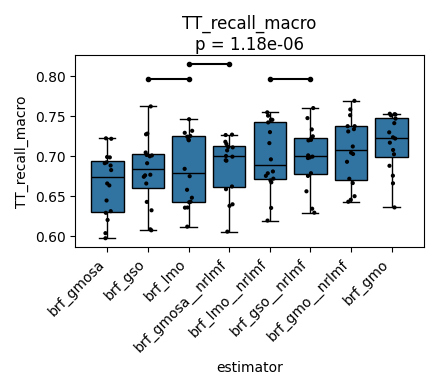 TT_recall_macro
p = 1.18e-06
TT_recall_macro
0.80
0.75
0.70
0.65
0.60
brf_gmosa
brf_gso
brf_lmo
brf_gmosa__nrlmf
brf_lmo__nrlmf
brf_gso__nrlmf
brf_gmo__nrlmf
brf_gmo
estimator